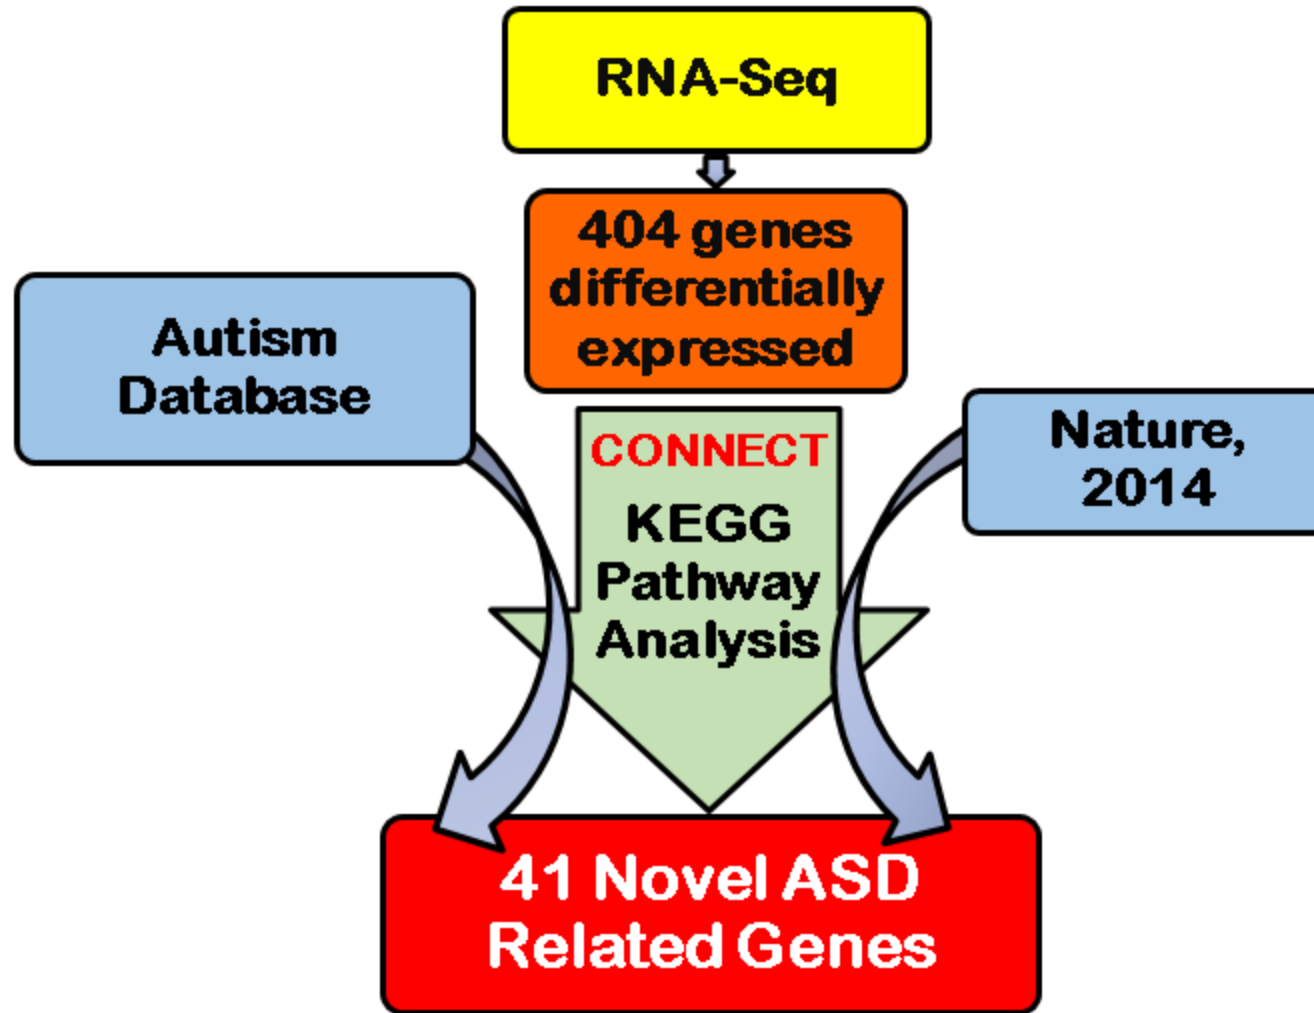 RNA-Seq
404 genes
differentially
expressed
Autism
Database
CONNECT
KEGG
Pathway
Analysis
Nature,
2014
41 Novel ASD
Related Genes